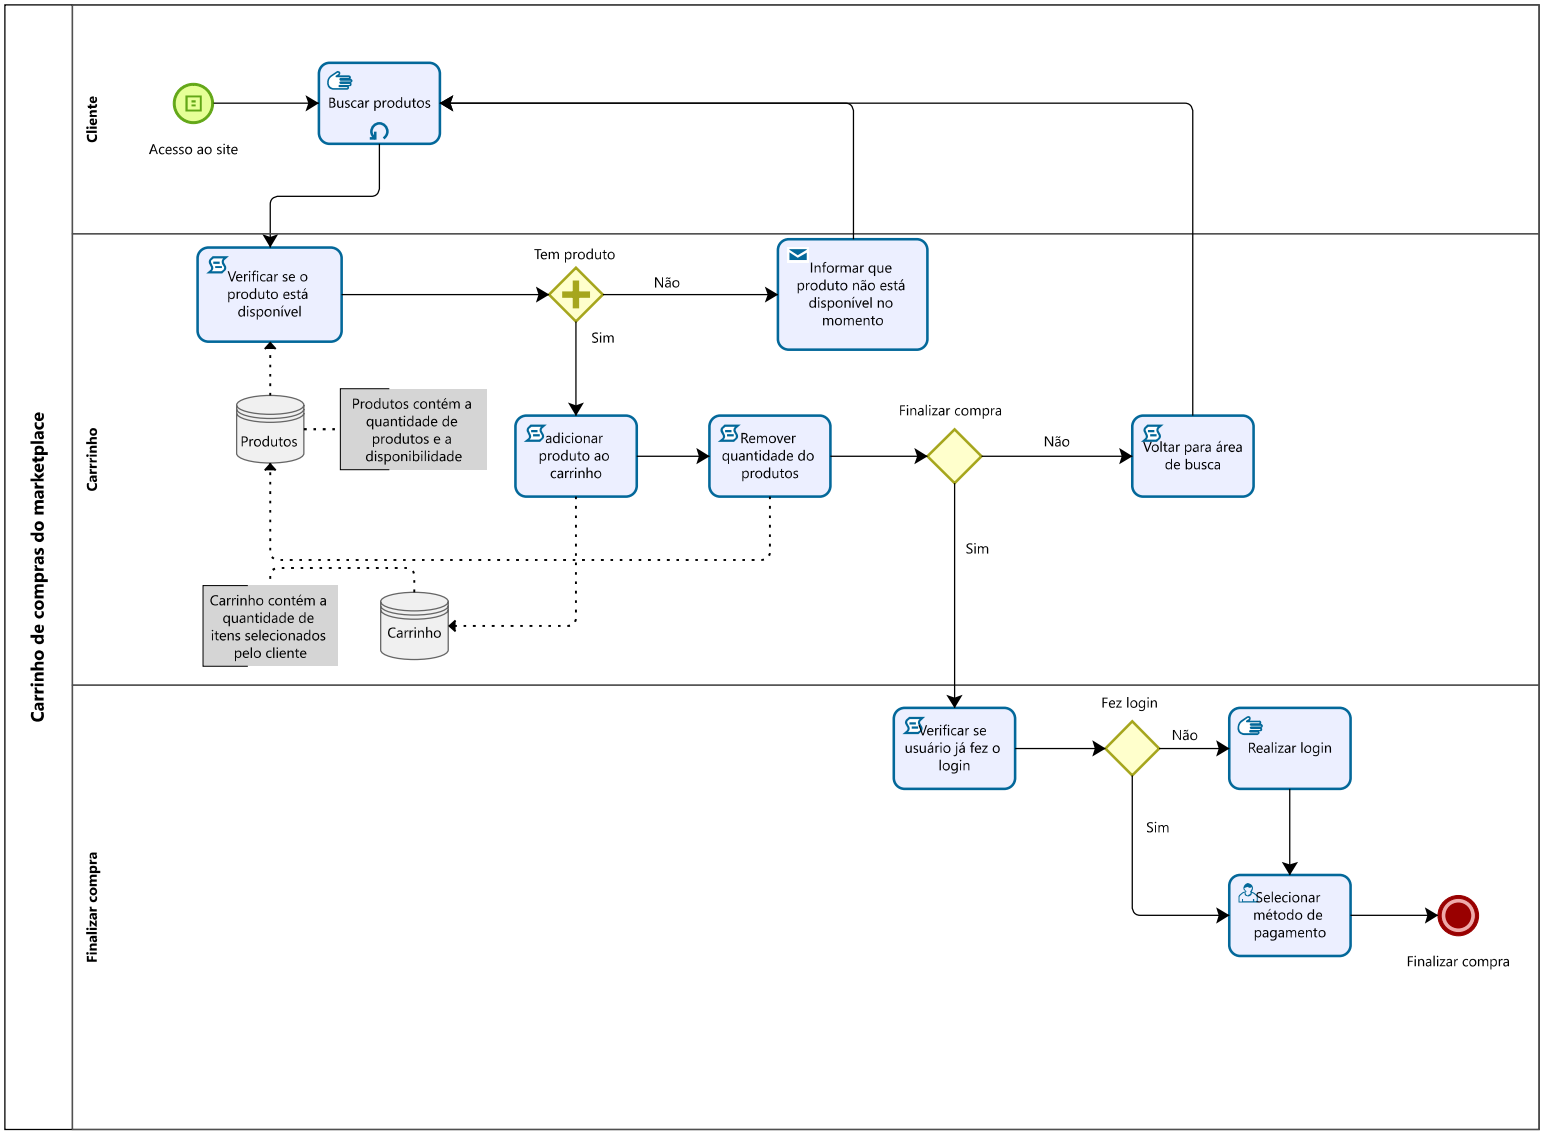 Carrinho de compras do marketplace
Cliente
Acesso ao site
Buscar produtos
Carrrinho
Verificar se o
produto está
disponível
Tem produto
Não
Sim
Informar que
produto não está
disponível no
momento
Produtos
Produtos contém a
quantidade de
produtos e a
disponibilidade
adicionar
produto ao
carrinho
Remover
quantidade do
produtos
Finalizar compra
Não
Sim
Voltar para área
de busca
Carrinho contém a
quantidade de
itens selecionados
pelo cliente
Carrinho
Finalizar compra
Verificar se
usuário já fez o
login
Fez login
Não
Sim
Realizar login
Selecionar
método de
pagamento
Finalizar compra